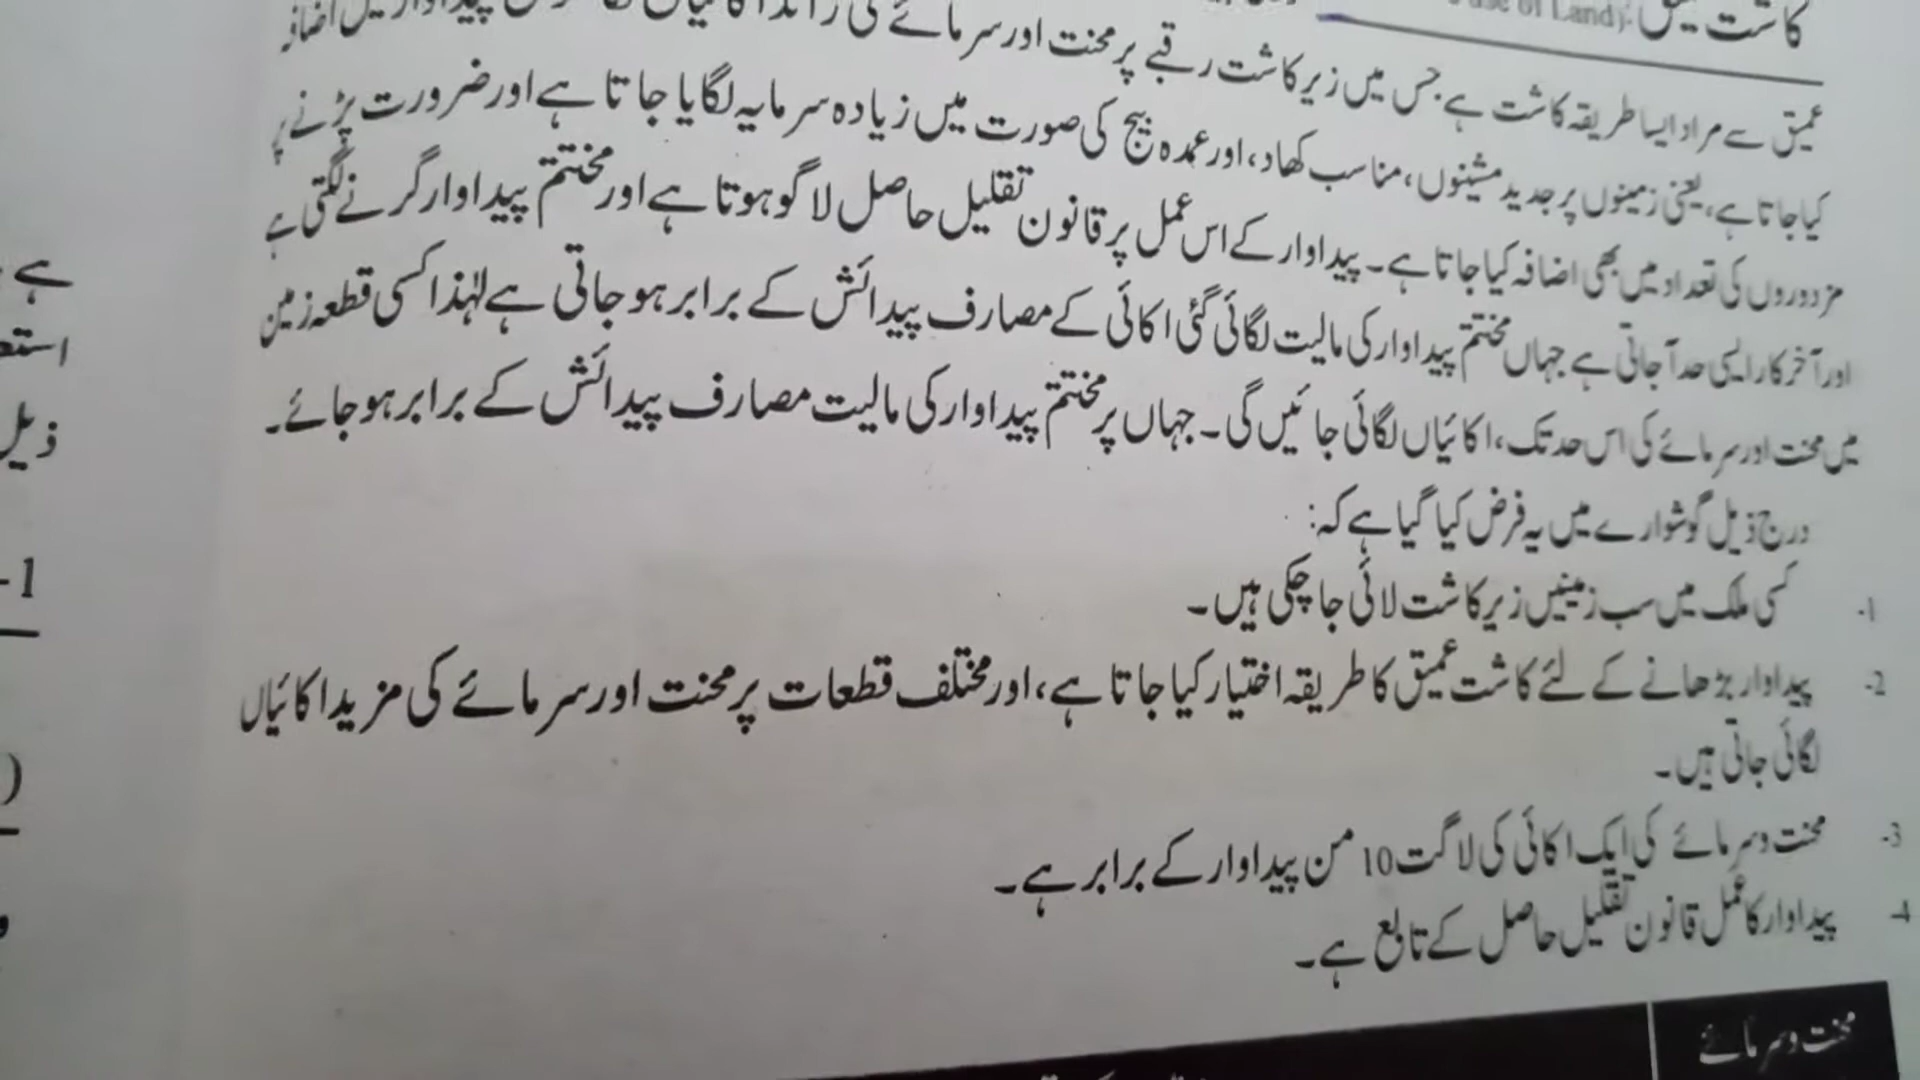 کاشت عمیق use of Land):
عمیق سے مراد ایسا طریقہ کاشت ہے جس میں زیر کاشت رقبے پر محنت اور سرمائے کی زائد اکائیاں لگا کر پیداوار میں اضافہ
کیا جاتا ہے، یعنی زمینوں پر جدید مشینوں، مناسب کھاد، اور عمدہ بیج کی صورت میں زیادہ سرمایہ لگایا جاتا ہے اور ضرورت پڑنے پر
مزدوروں کی تعداد میں بھی اضافہ کیا جاتا ہے۔ پیداوار کے اس عمل پر قانون تقلیل حاصل لاگو ہوتا ہے اور مختتم پیداوار گرنے لگتی ہے
اور آخر کار ایسی حد آجاتی ہے جہاں مختتم پیداوار کی مالیت لگائی گئی اکائی کے مصارف پیدائش کے برابر ہو جاتی ہے لہٰذا کسی قطعہ زمین
میں محنت اور سرمائے کی اس حد تک، اکائیاں لگائی جائیں گی۔ جہاں پر مختتم پیداوار کی مالیت مصارف پیدائش کے برابر ہو جائے۔
درج ذیل گوشوارے میں یہ فرض کیا گیا ہے کہ:
1- کسی ملک میں سب زمینیں زیر کاشت لائی جا چکی ہیں۔
2- پیداوار بڑھانے کے لئے کاشت عمیق کا طریقہ اختیار کیا جاتا ہے، اور مختلف قطعات پر محنت اور سرمائے کی مزید اکائیاں
لگائی جاتی ہیں۔
3- محنت و سرمائے کی ایک اکائی کی لاگت 10 من پیداوار کے برابر ہے۔
4- پیداوار کا عمل قانون تقلیل حاصل کے تابع ہے۔
محنت و سرمائے
ہے
ذیل
1-
)